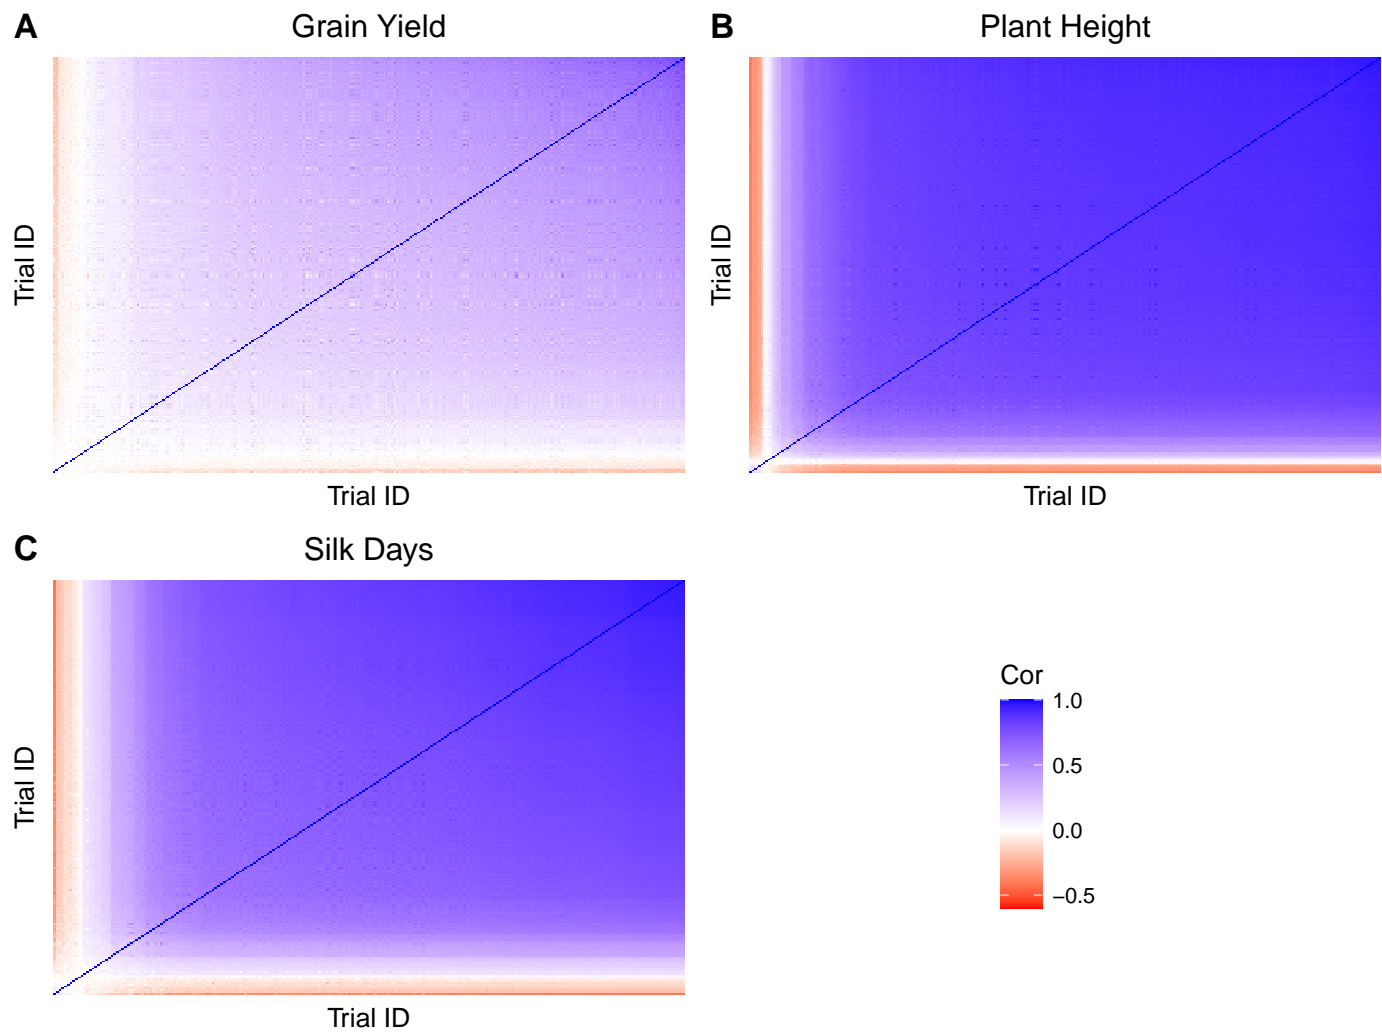 A
Grain Yield
Trial ID
Trial ID
B
Plant Height
Trial ID
Trial ID
C
Silk Days
Trial ID
Trial ID
Cor
1.0
0.5
0.0
−0.5